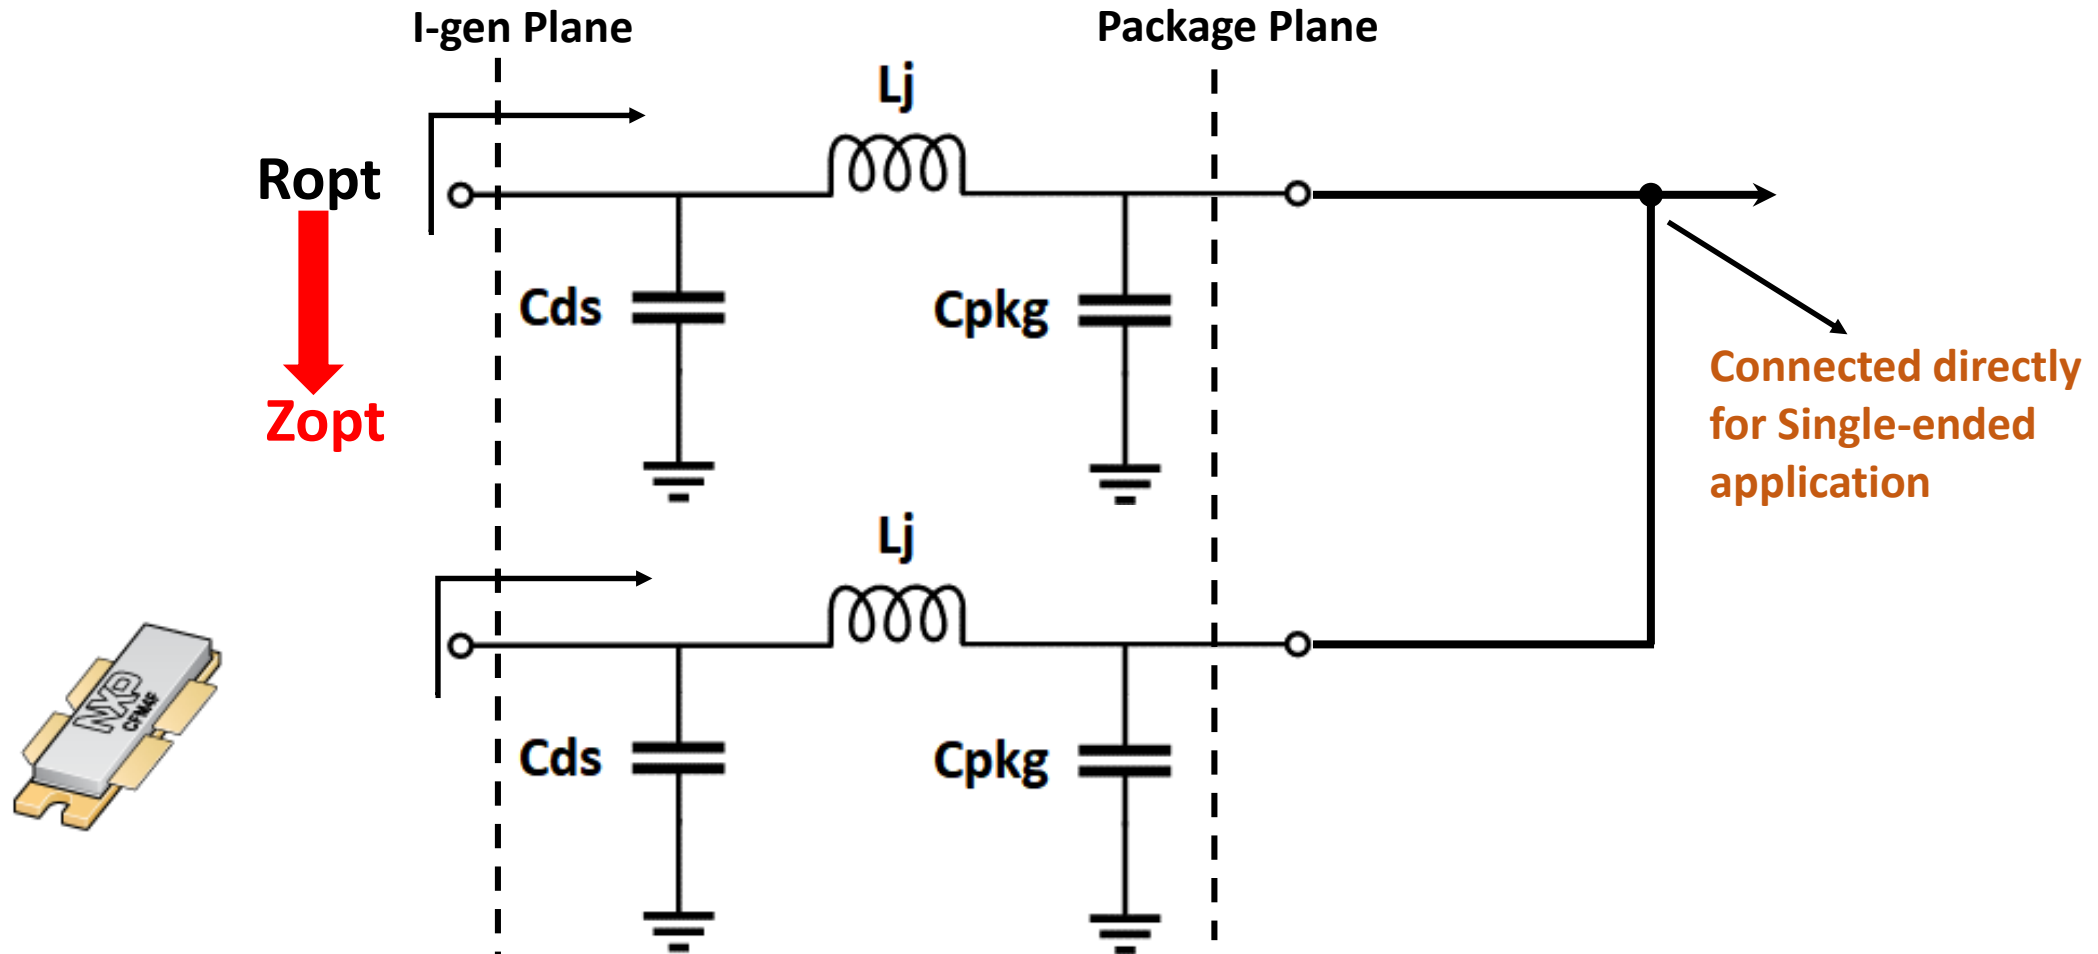 I-gen Plane
Package Plane
Lj
Ropt
Cds
Cpkg
Zopt
Connected directly
for Single-ended
application
Lj
Cds
Cpkg
NXP
CFM4F